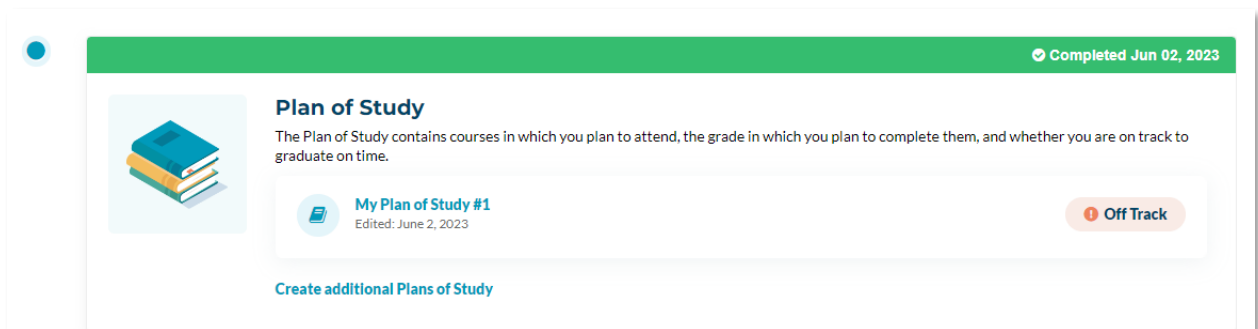 Completed Jun 02, 2023
Plan of Study
The Plan of Study contains courses in which you plan to attend, the grade in which you plan to complete them, and whether you are on track to
graduate on time.
My Plan of Study #1
Edited: June 2, 2023
Off Track
Create additional Plans of Study